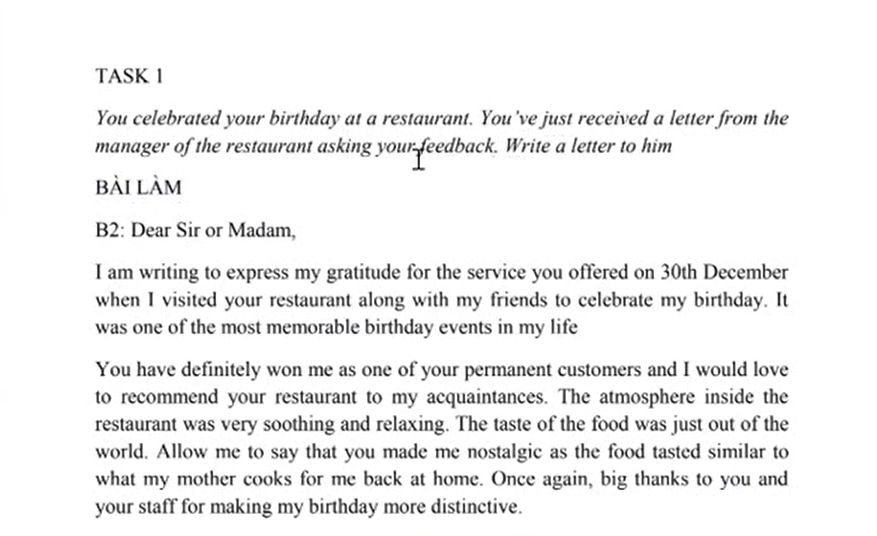 TASK 1
You celebrated your birthday at a restaurant. You've just received a letter from the
manager of the restaurant asking your feedback. Write a letter to him
BÀI LÀM
B2: Dear Sir or Madam,
I am writing to express my gratitude for the service you offered on 30th December
when I visited your restaurant along with my friends to celebrate my birthday. It
was one of the most memorable birthday events in my life
You have definitely won me as one of your permanent customers and I would love
to recommend your restaurant to my acquaintances. The atmosphere inside the
restaurant was very soothing and relaxing. The taste of the food was just out of the
world. Allow me to say that you made me nostalgic as the food tasted similar to
what my mother cooks for me back at home. Once again, big thanks to you and
your staff for making my birthday more distinctive.